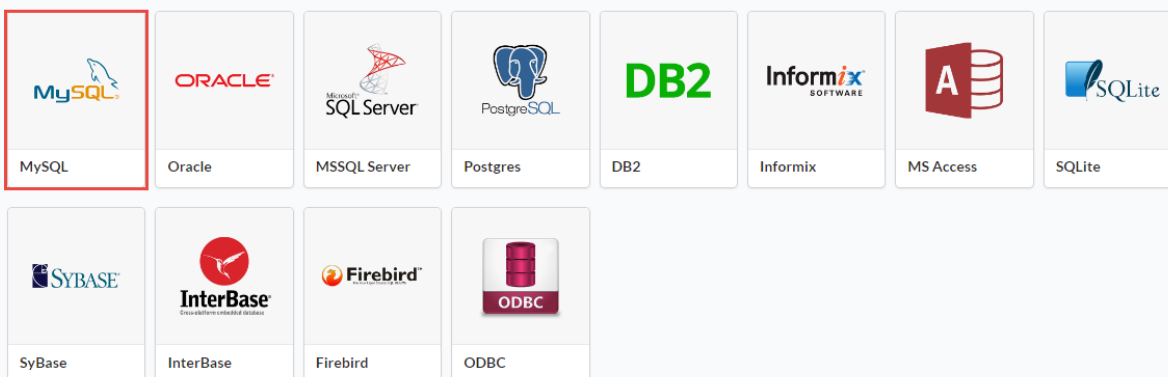 MySQL
ORACLE
Microsoft
SQL Server
PostgreSQL
DB2
Informix
SOFTWARE
A
SQLite
MySQL
Oracle
MSSQL Server
Postgres
DB2
Informix
MS Access
SQLite
SYBASE
InterBase
Cross-platform embedded database
Firebird
ODBC
SyBase
InterBase
Firebird
ODBC